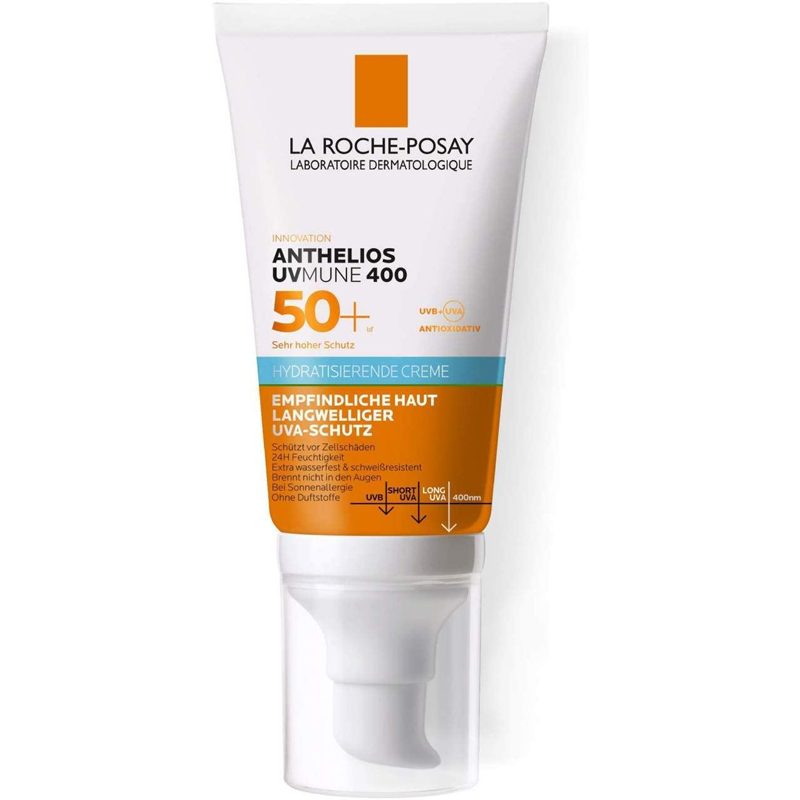 LA ROCHE-POSAY
LABORATOIRE DERMATOLOGIQUE
INNOVATION
ANTHELIOS
UVMUNE 400
50+
Sehr hoher Schutz
UVB+UVA
ANTIOXIDATIV
HYDRATISIERENDE CREME
EMPFINDLICHE HAUT
LANGWELLIGER
UVA-SCHUTZ
Schützt vor Zellschäden
24H Feuchtigkeit
Extra wasserfest & schweißresistent
Brennt nicht in den Augen
Bei Sonnenallergie
Ohne Duftstoffe
UVB
SHORT UVA
LONG UVA
400nm